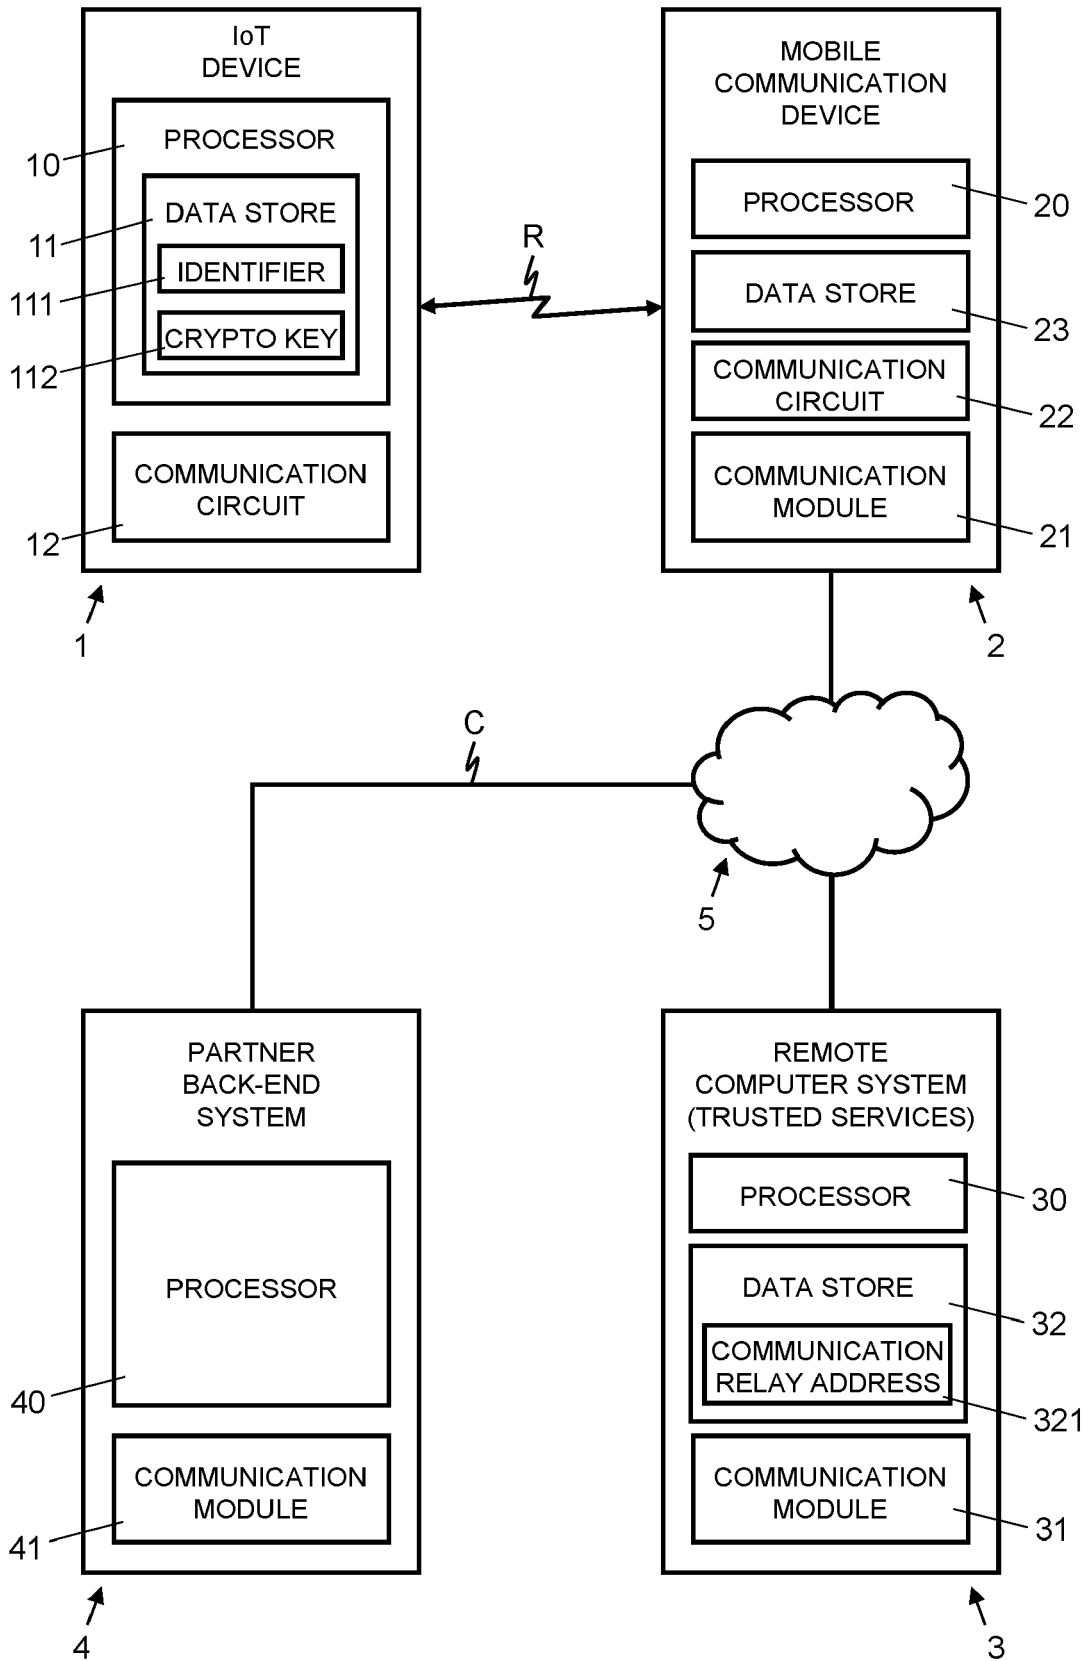 IoT
DEVICE
PROCESSOR
10
DATA STORE
11
IDENTIFIER
111
CRYPTO KEY
112
COMMUNICATION
CIRCUIT
12
1
R
MOBILE
COMMUNICATION
DEVICE
PROCESSOR
20
DATA STORE
23
COMMUNICATION
CIRCUIT
22
COMMUNICATION
MODULE
21
2
C
5
PARTNER
BACK-END
SYSTEM
PROCESSOR
40
COMMUNICATION
MODULE
41
4
REMOTE
COMPUTER SYSTEM
(TRUSTED SERVICES)
PROCESSOR
30
DATA STORE
32
COMMUNICATION
RELAY ADDRESS
321
COMMUNICATION
MODULE
31
3